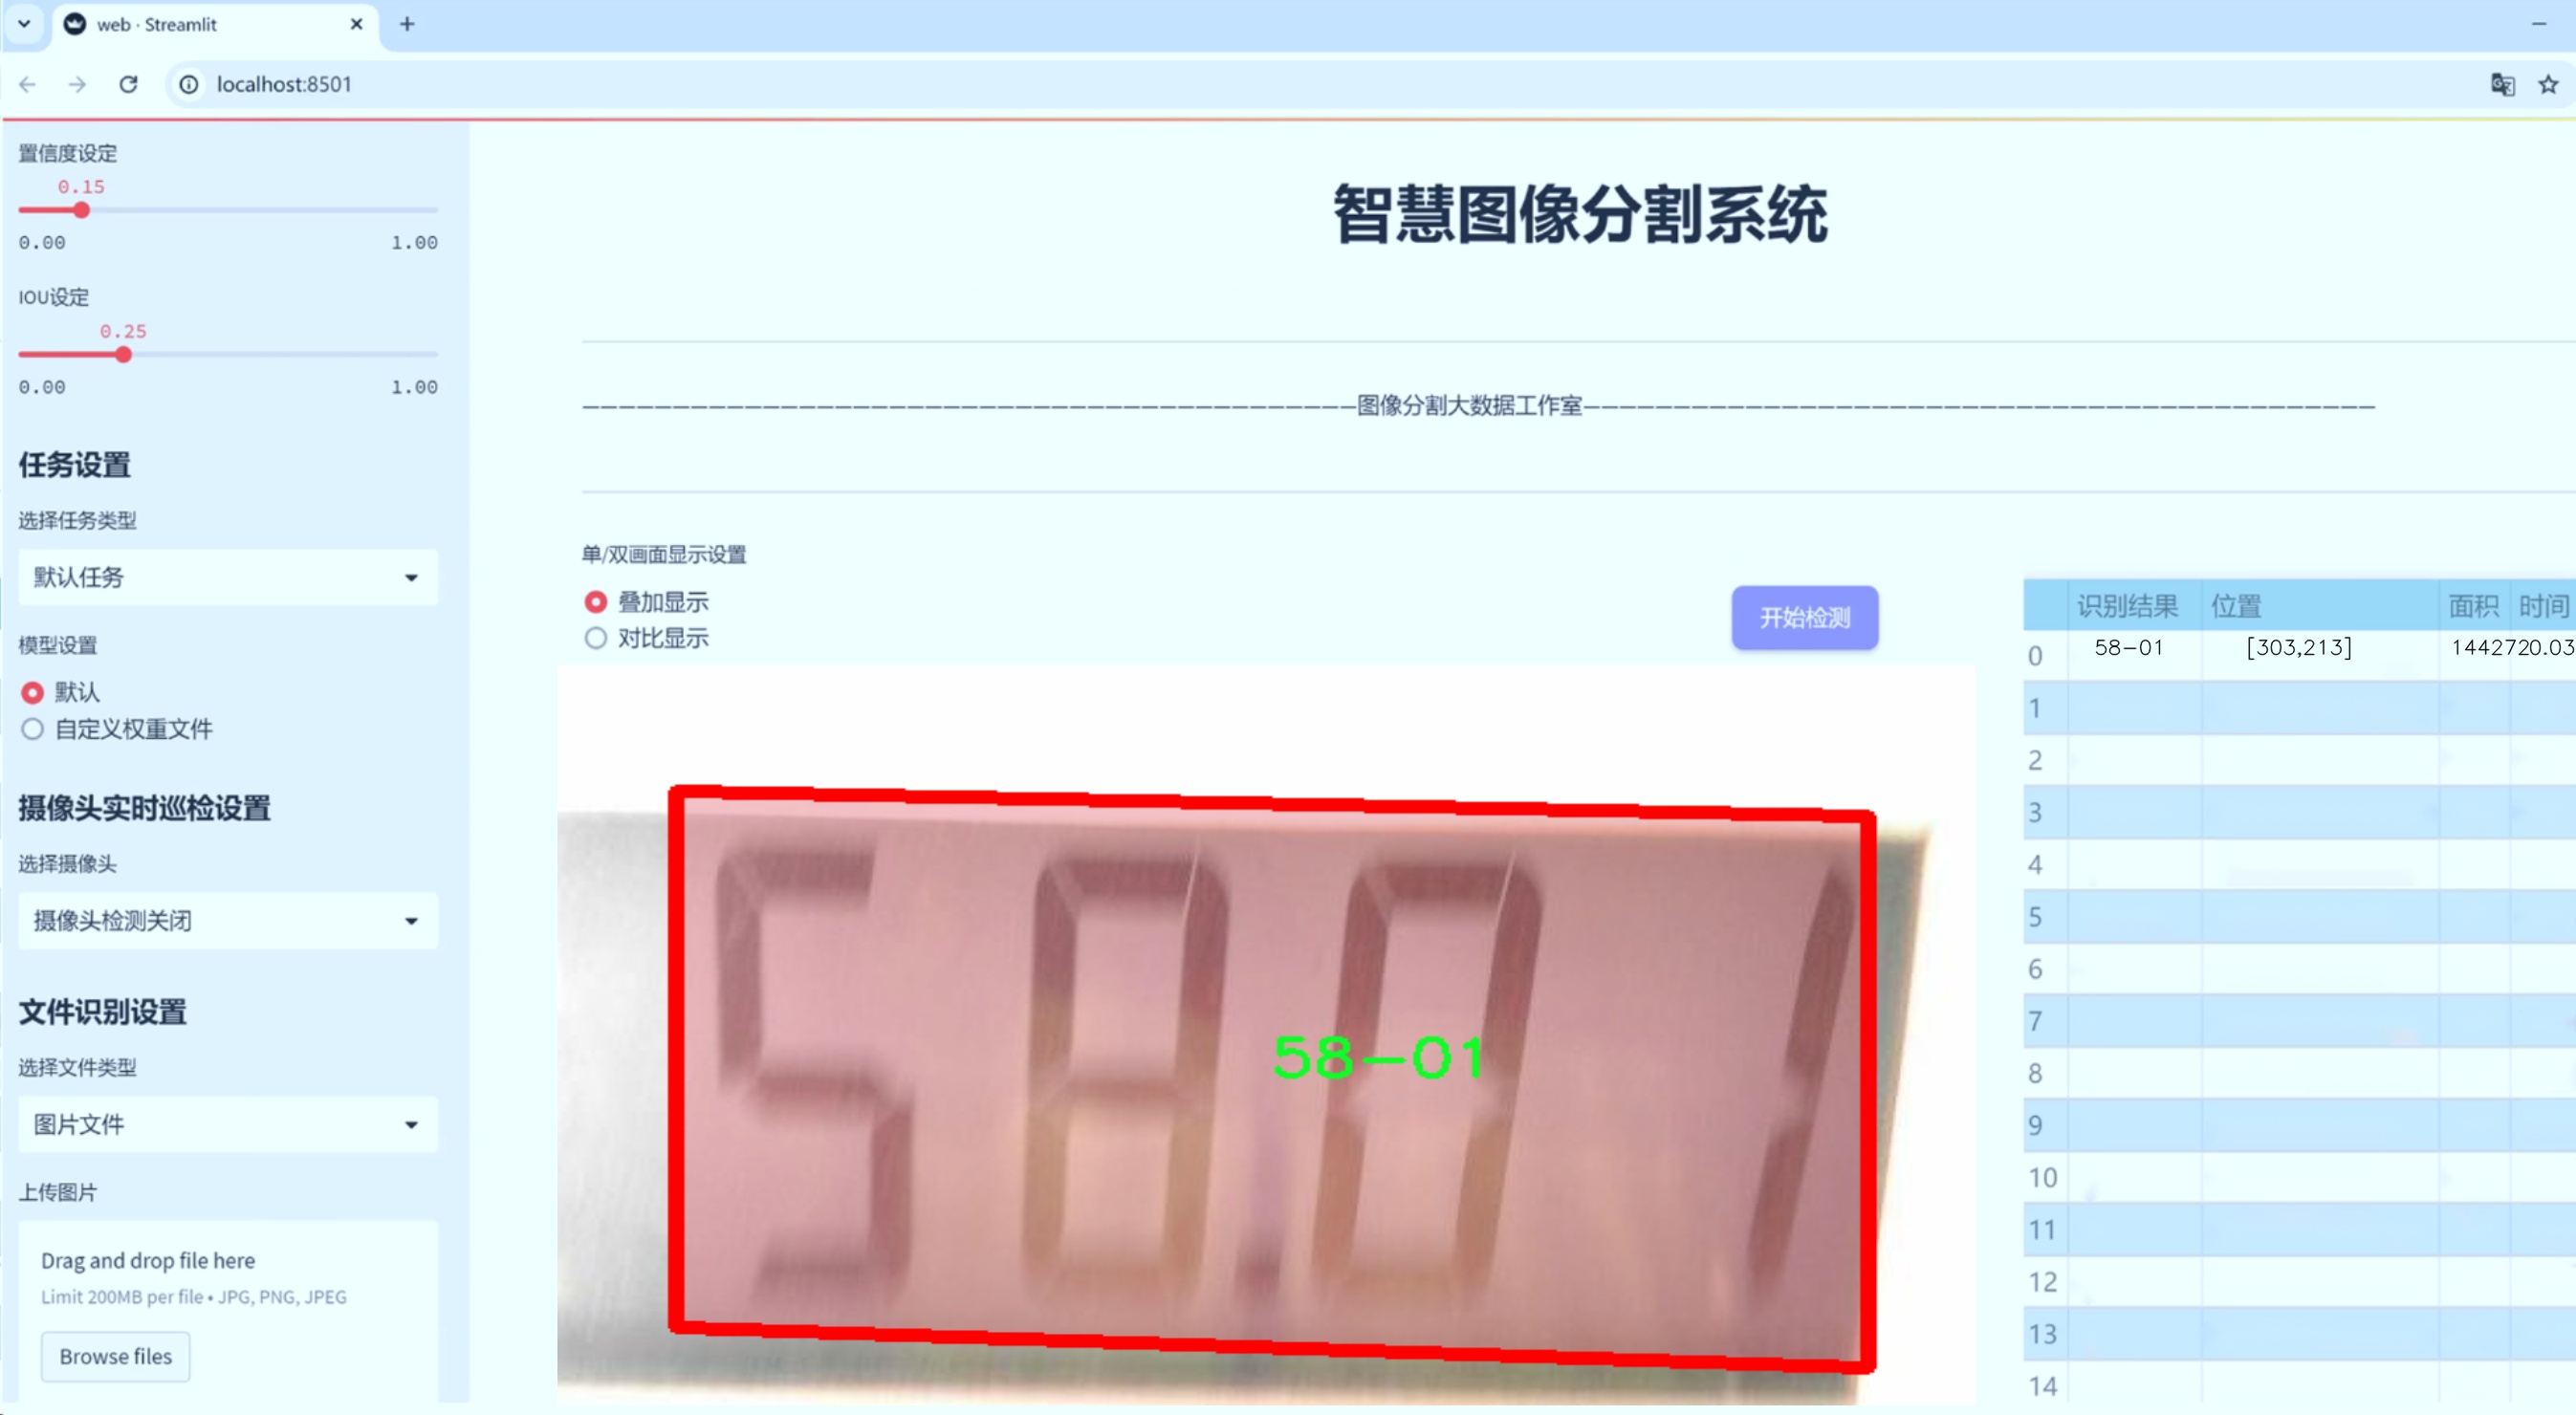 web · Streamlit
localhost:8501
置信度设定
0.15
0.00 1.00
IOU设定
0.25
0.00 1.00
任务设置
选择任务类型
默认任务
模型设置
默认
自定义权重文件
摄像头实时巡检设置
选择摄像头
摄像头检测关闭
文件识别设置
选择文件类型
图片文件
上传图片
Drag and drop file here
Limit 200MB per file • JPG, PNG, JPEG
Browse files
智慧图像分割系统
图像分割大数据工作室
单/双画面显示设置
叠加显示
对比显示
开始检测
58.01
58-01
识别结果 位置 面积 时间
0 58-01 [303,213] 1442720.03
1
2
3
4
5
6
7
8
9
10
11
12
13
14